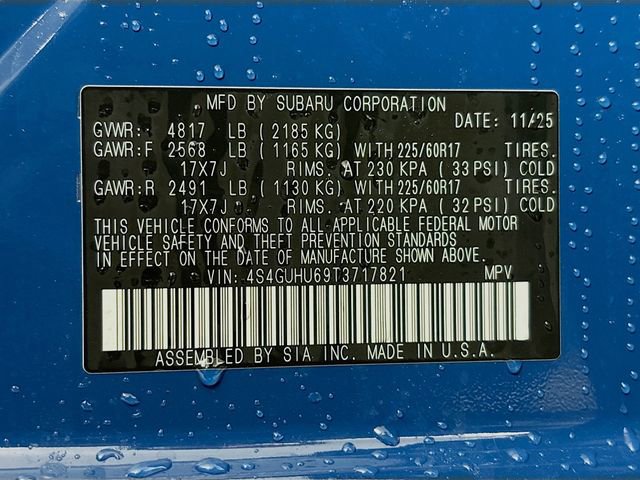 MFD BY SUBARU CORPORATION
DATE: 11/25
GVWR: 4817 LB (2185 KG)
GAWR:F 2568 LB (1165 KG) WITH 225/60R17 TIRES.
17X7J RIMS. AT 230 KPA (33 PSI) COLD
GAWR:R 2491 LB (1130 KG) WITH 225/60R17 TIRES.
17X7J RIMS. AT 220 KPA (32 PSI) COLD
THIS VEHICLE CONFORMS TO ALL APPLICABLE FEDERAL MOTOR
VEHICLE SAFETY AND THEFT PREVENTION STANDARDS
IN EFFECT ON THE DATE OF MANUFACTURE SHOWN ABOVE.
VIN: 4S4GUHU69T3717821 MPV
ASSEMBLED BY SIA INC. MADE IN U.S.A.